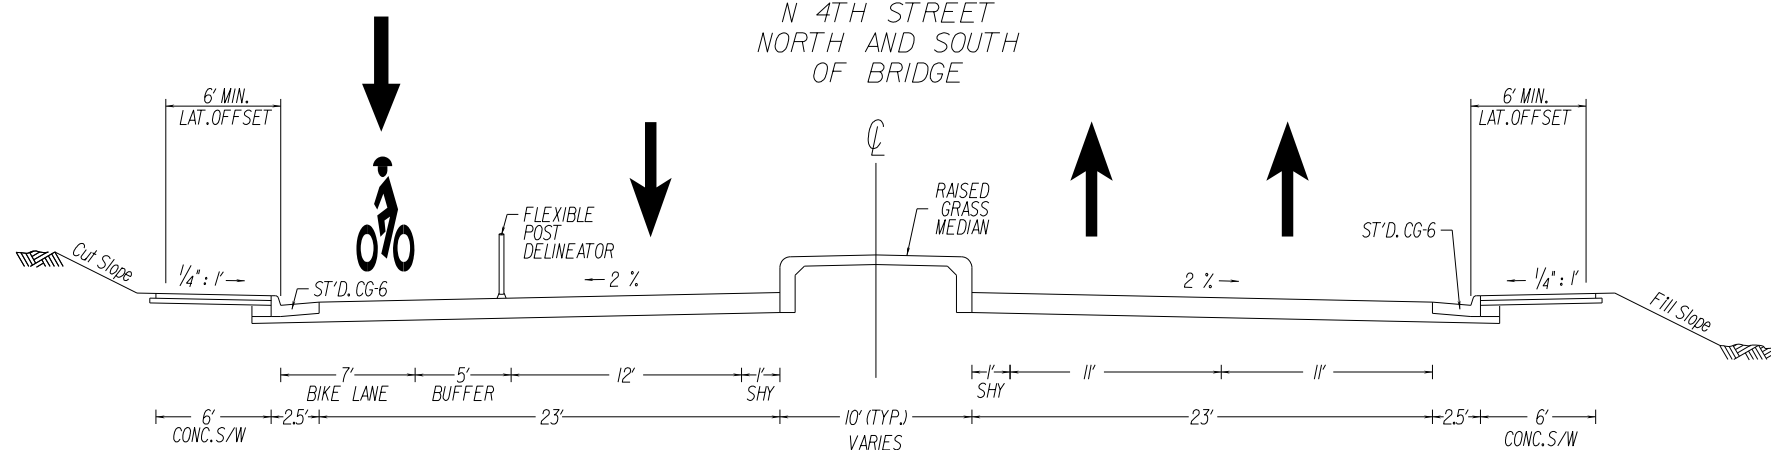 N 4TH STREET
NORTH AND SOUTH
OF BRIDGE
6' MIN.
LAT. OFFSET
6' MIN.
LAT. OFFSET
℄
RAISED
GRASS
MEDIAN
FLEXIBLE
POST
DELINEATOR
ST'D. CG-6
Cut Slope
1/4" : 1'
ST'D. CG-6
2 %
2 %
1/4" : 1'
Fill Slope
7'
BIKE LANE
5'
BUFFER
12'
1'
SHY
1'
SHY
11'
11'
6'
CONC. S/W
2.5'
23'
10' (TYP.)
VARIES
23'
2.5'
6'
CONC. S/W